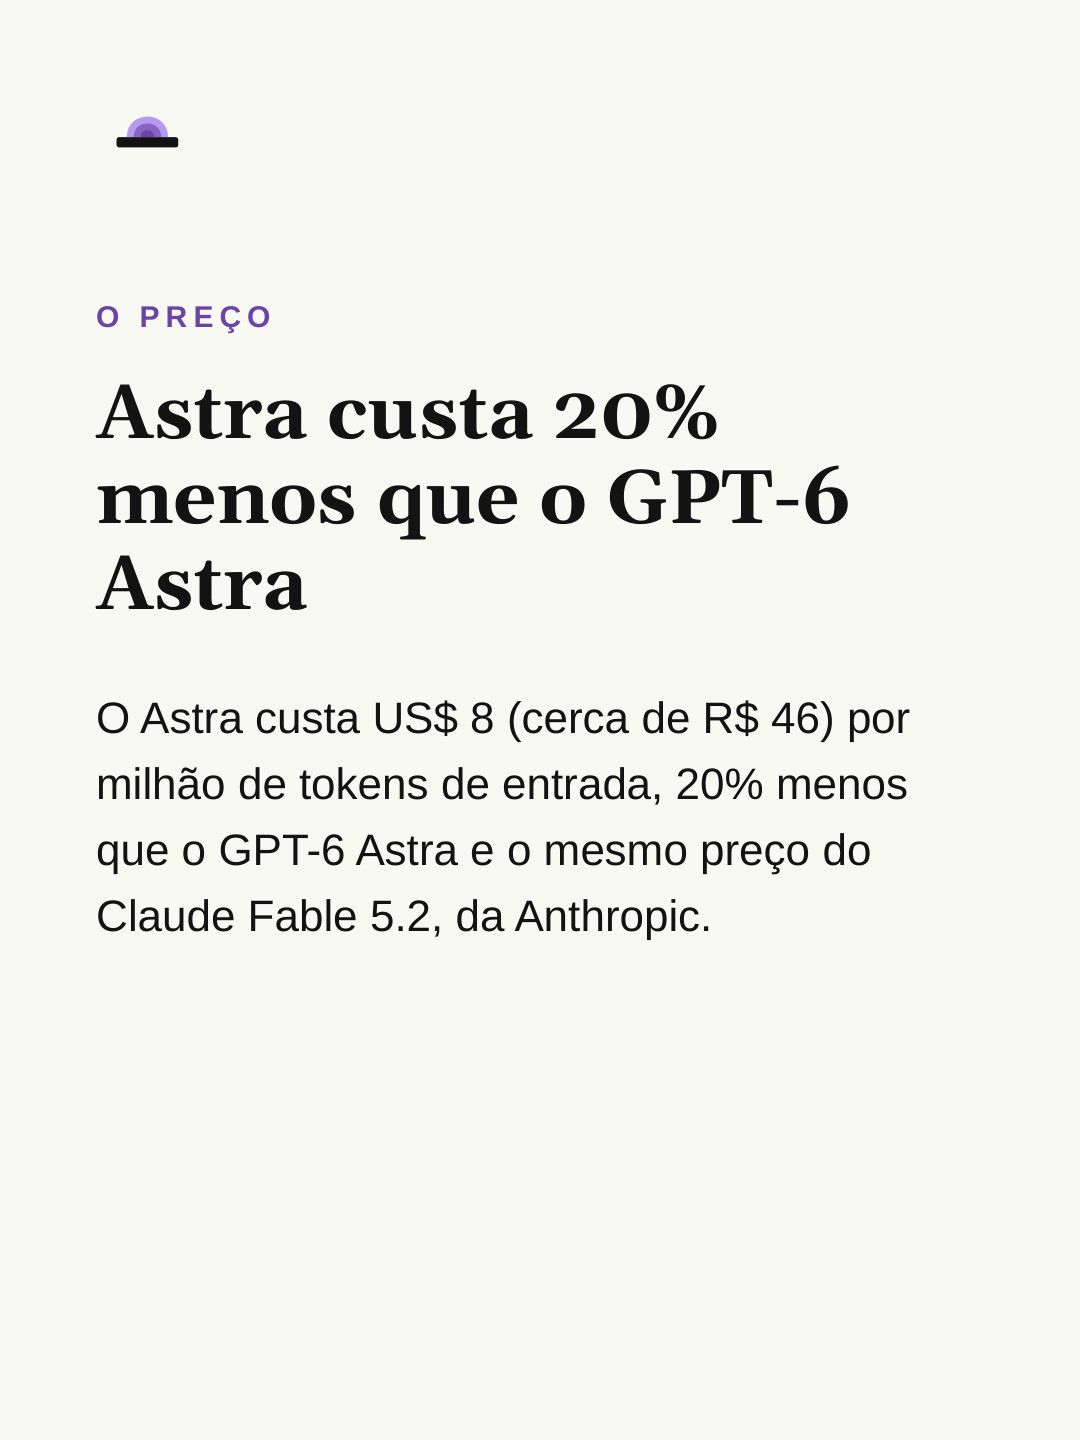 O PREÇO
Astra custa 20%
menos que o GPT-6
Astra
O Astra custa US$ 8 (cerca de R$ 46) por
milhão de tokens de entrada, 20% menos
que o GPT-6 Astra e o mesmo preço do
Claude Fable 5.2, da Anthropic.